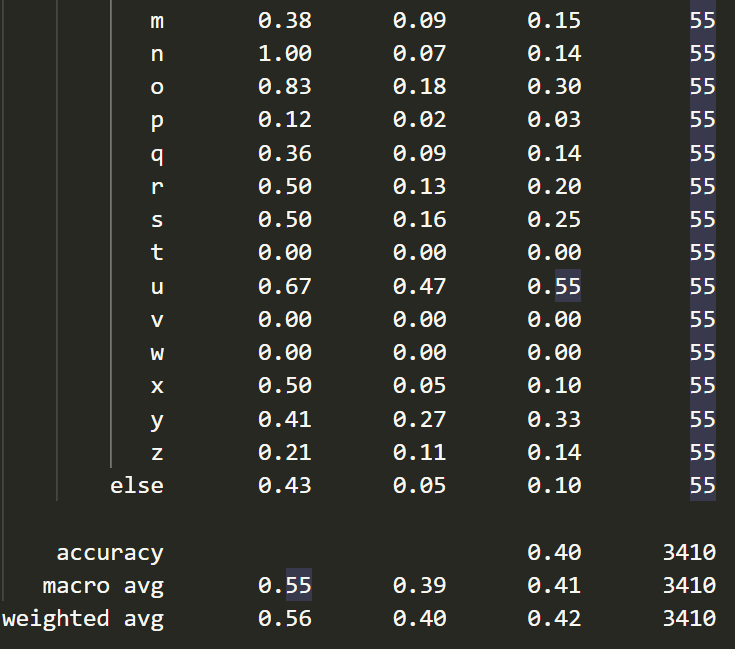 m 0.38 0.09 0.15 55
n 1.00 0.07 0.14 55
o 0.83 0.18 0.30 55
p 0.12 0.02 0.03 55
q 0.36 0.09 0.14 55
r 0.50 0.13 0.20 55
s 0.50 0.16 0.25 55
t 0.00 0.00 0.00 55
u 0.67 0.47 0.55 55
v 0.00 0.00 0.00 55
w 0.00 0.00 0.00 55
x 0.50 0.05 0.10 55
y 0.41 0.27 0.33 55
z 0.21 0.11 0.14 55
else 0.43 0.05 0.10 55
accuracy 0.40 3410
macro avg 0.55 0.39 0.41 3410
weighted avg 0.56 0.40 0.42 3410